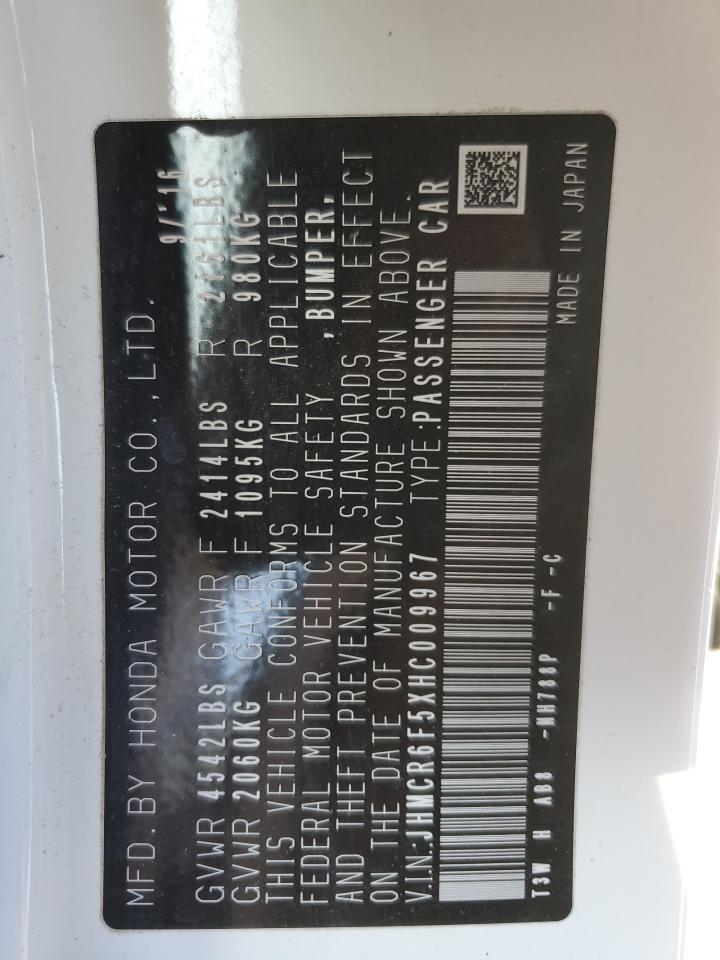 MFD. BY HONDA MOTOR CO., LTD.
9/'16
GVWR 4542LBS GAWR F 2414LBS R 2161LBS
GVWR 2060KG GAWR F 1095KG R 980KG
THIS VEHICLE CONFORMS TO ALL APPLICABLE
FEDERAL MOTOR VEHICLE SAFETY ,BUMPER,
AND THEFT PREVENTION STANDARDS IN EFFECT
ON THE DATE OF MANUFACTURE SHOWN ABOVE.
V.I.N.:JHMCR6F5XHC009967 TYPE:PASSENGER CAR
T3W H AB8 -NH788P -F -C
MADE IN JAPAN